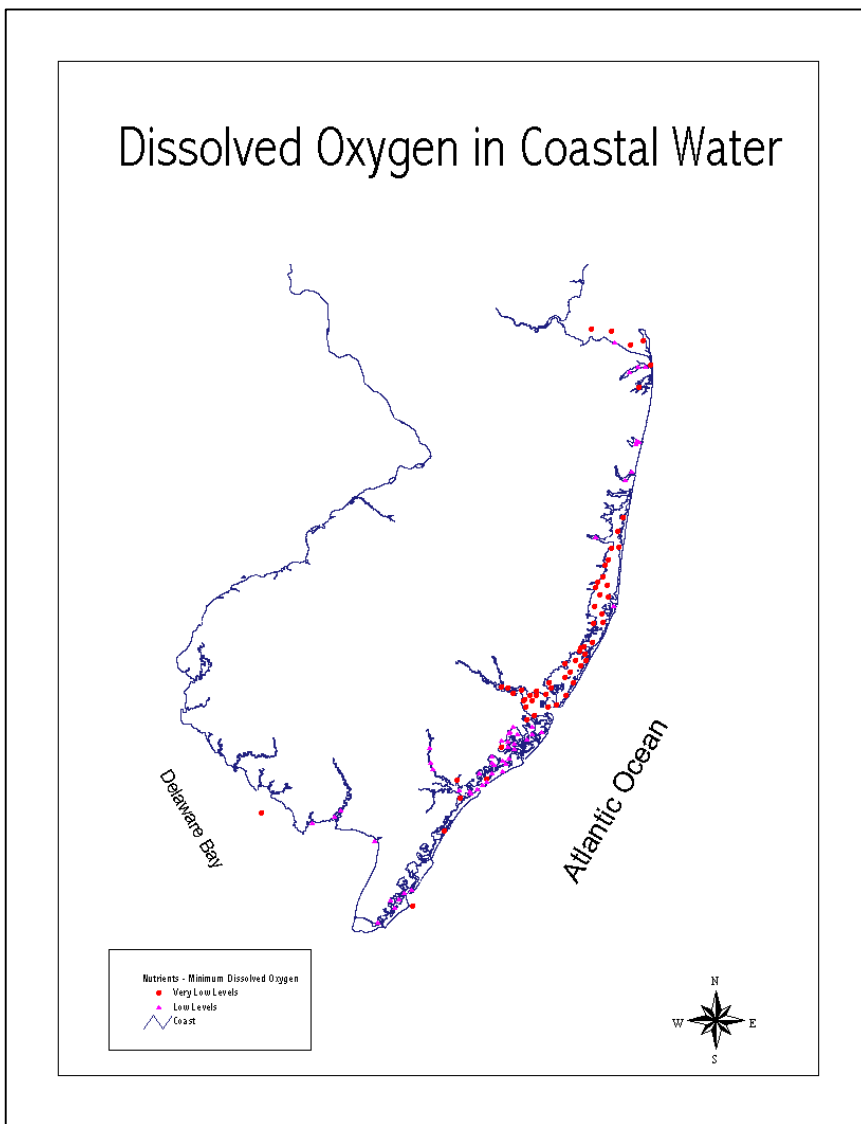 Dissolved Oxygen in Coastal Water
Delaware Bay
Atlantic Ocean
Nutrients - Minimum Dissolved Oxygen
Very Low Levels
Low Levels
Coast
N
W
E
S